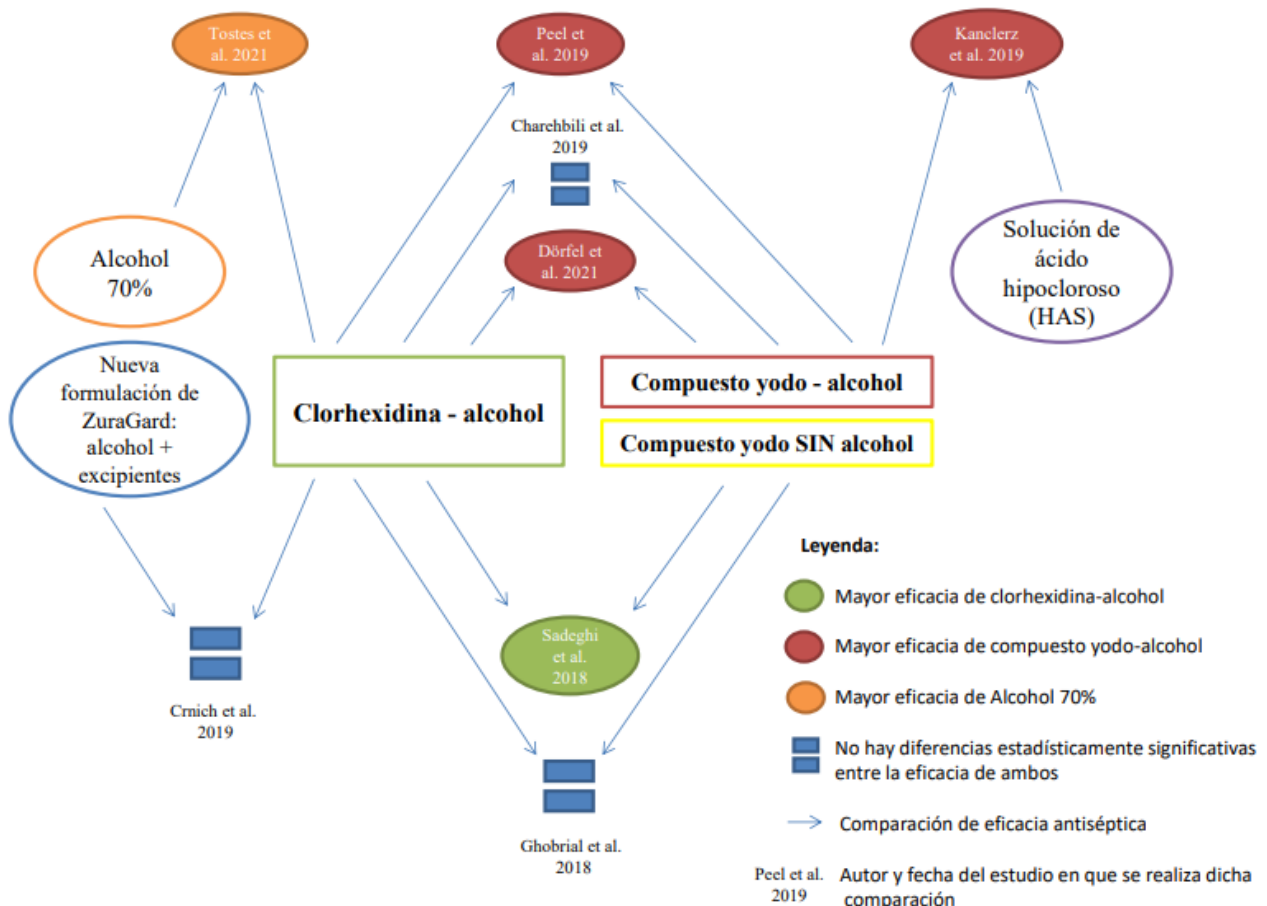 Tostes et
al. 2021
Peel et
al. 2019
Kanclerz
et al. 2019
Charehbili et al.
2019
Alcohol
70%
Dörfel et
al. 2021
Solución de
ácido
hipocloroso
(HAS)
Nueva
formulación de
ZuraGard:
alcohol +
excipientes
Clorhexidina - alcohol
Compuesto yodo - alcohol
Compuesto yodo SIN alcohol
Sadeghi
et al.
2018
Crnich et al.
2019
Ghobrial et al.
2018
Leyenda:
Mayor eficacia de clorhexidina-alcohol
Mayor eficacia de compuesto yodo-alcohol
Mayor eficacia de Alcohol 70%
No hay diferencias estadísticamente significativas
entre la eficacia de ambos
Comparación de eficacia antiséptica
Peel et al.
2019
Autor y fecha del estudio en que se realiza dicha
comparación